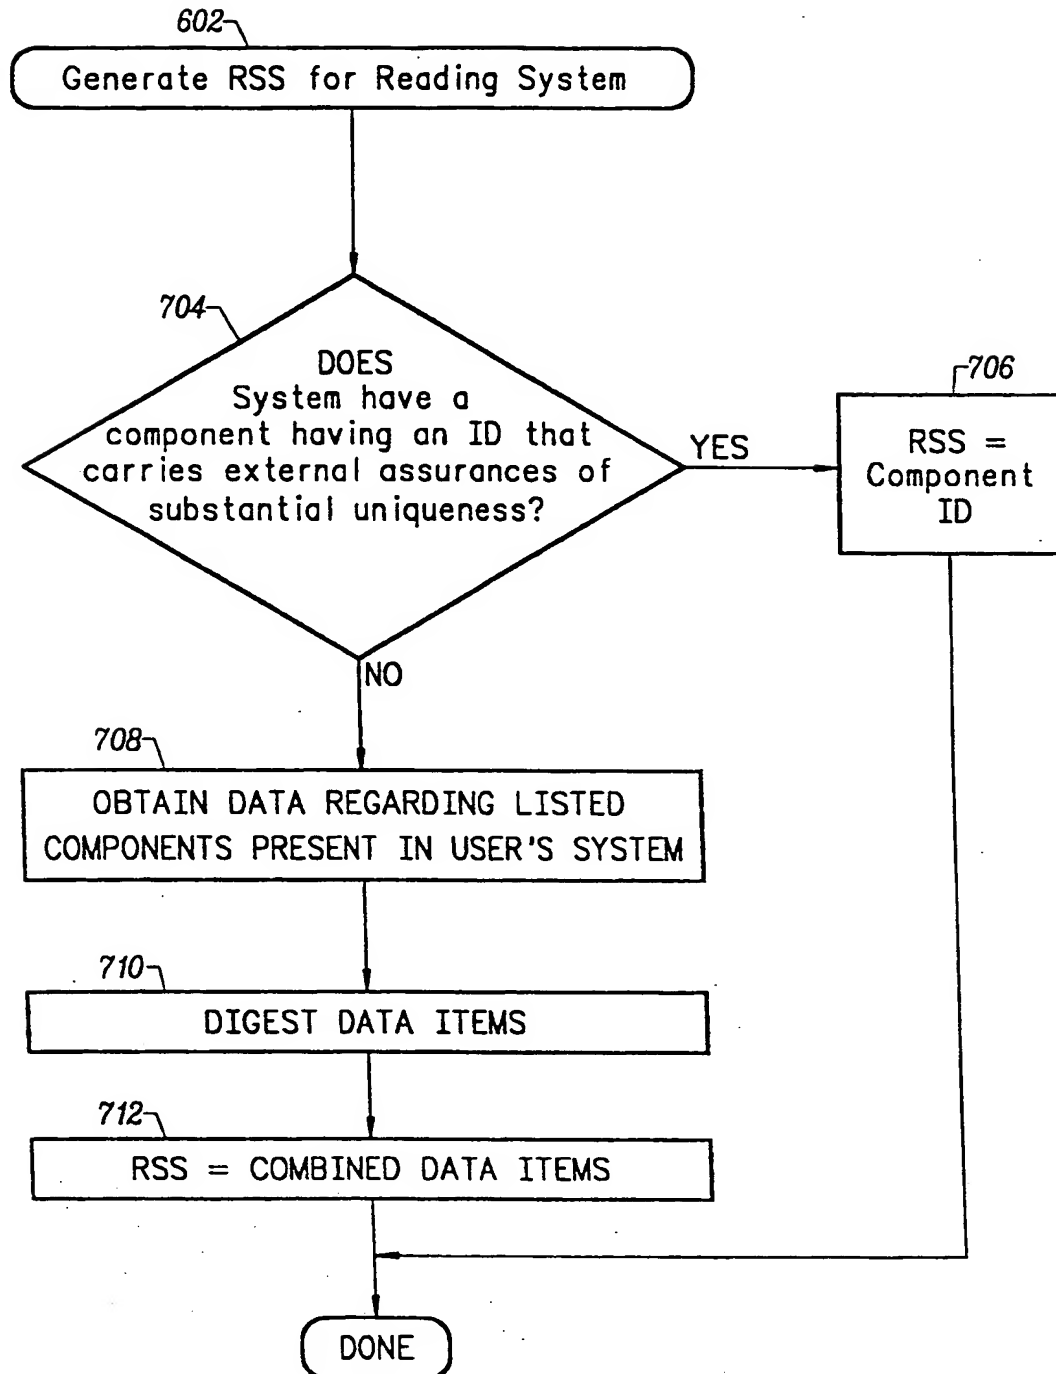 602
Generate RSS for Reading System
704
DOES
System have a
component having an ID that
carries external assurances of
substantial uniqueness?
YES
706
RSS =
Component
ID
NO
708
OBTAIN DATA REGARDING LISTED
COMPONENTS PRESENT IN USER'S SYSTEM
710
DIGEST DATA ITEMS
712
RSS = COMBINED DATA ITEMS
DONE